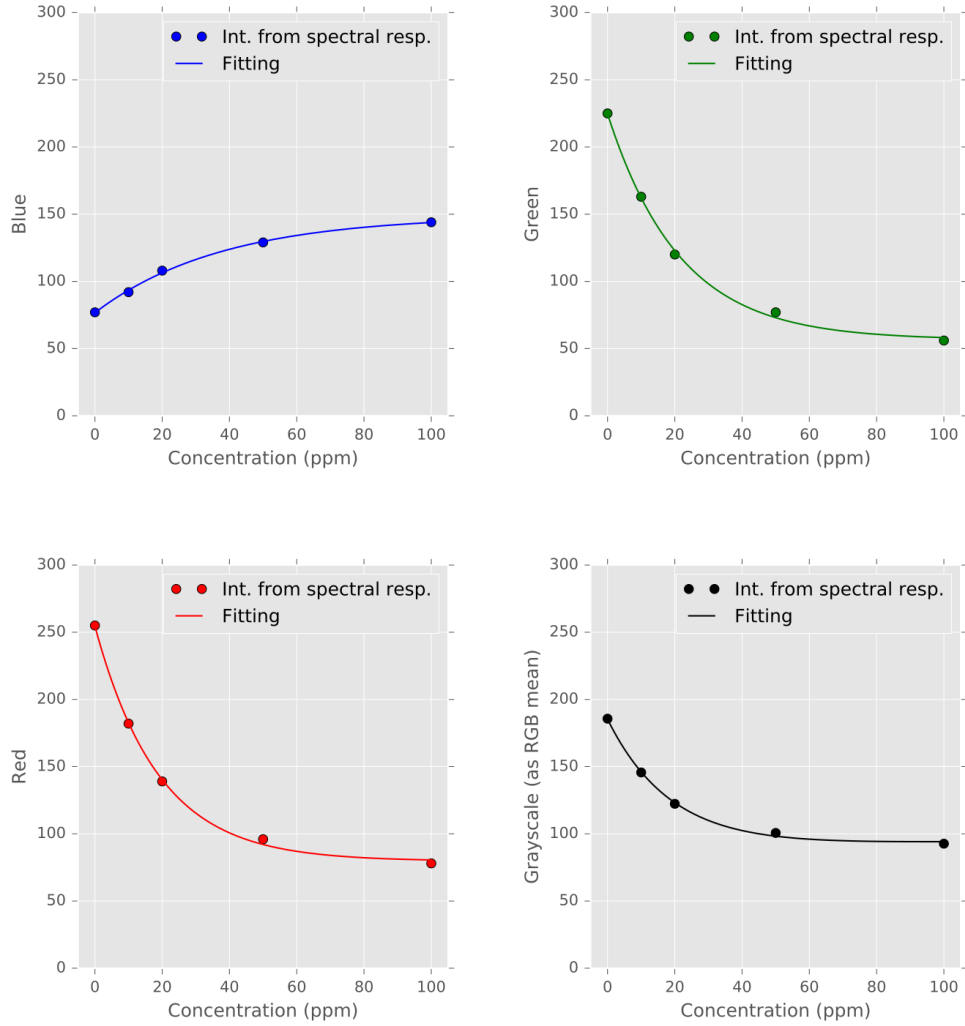 300
250
200
150
100
50
0
Blue
Int. from spectral resp.
Fitting
0 20 40 60 80 100
Concentration (ppm)
300
250
200
150
100
50
0
Green
Int. from spectral resp.
Fitting
0 20 40 60 80 100
Concentration (ppm)
300
250
200
150
100
50
0
Red
Int. from spectral resp.
Fitting
0 20 40 60 80 100
Concentration (ppm)
300
250
200
150
100
50
0
Grayscale (as RGB mean)
Int. from spectral resp.
Fitting
0 20 40 60 80 100
Concentration (ppm)